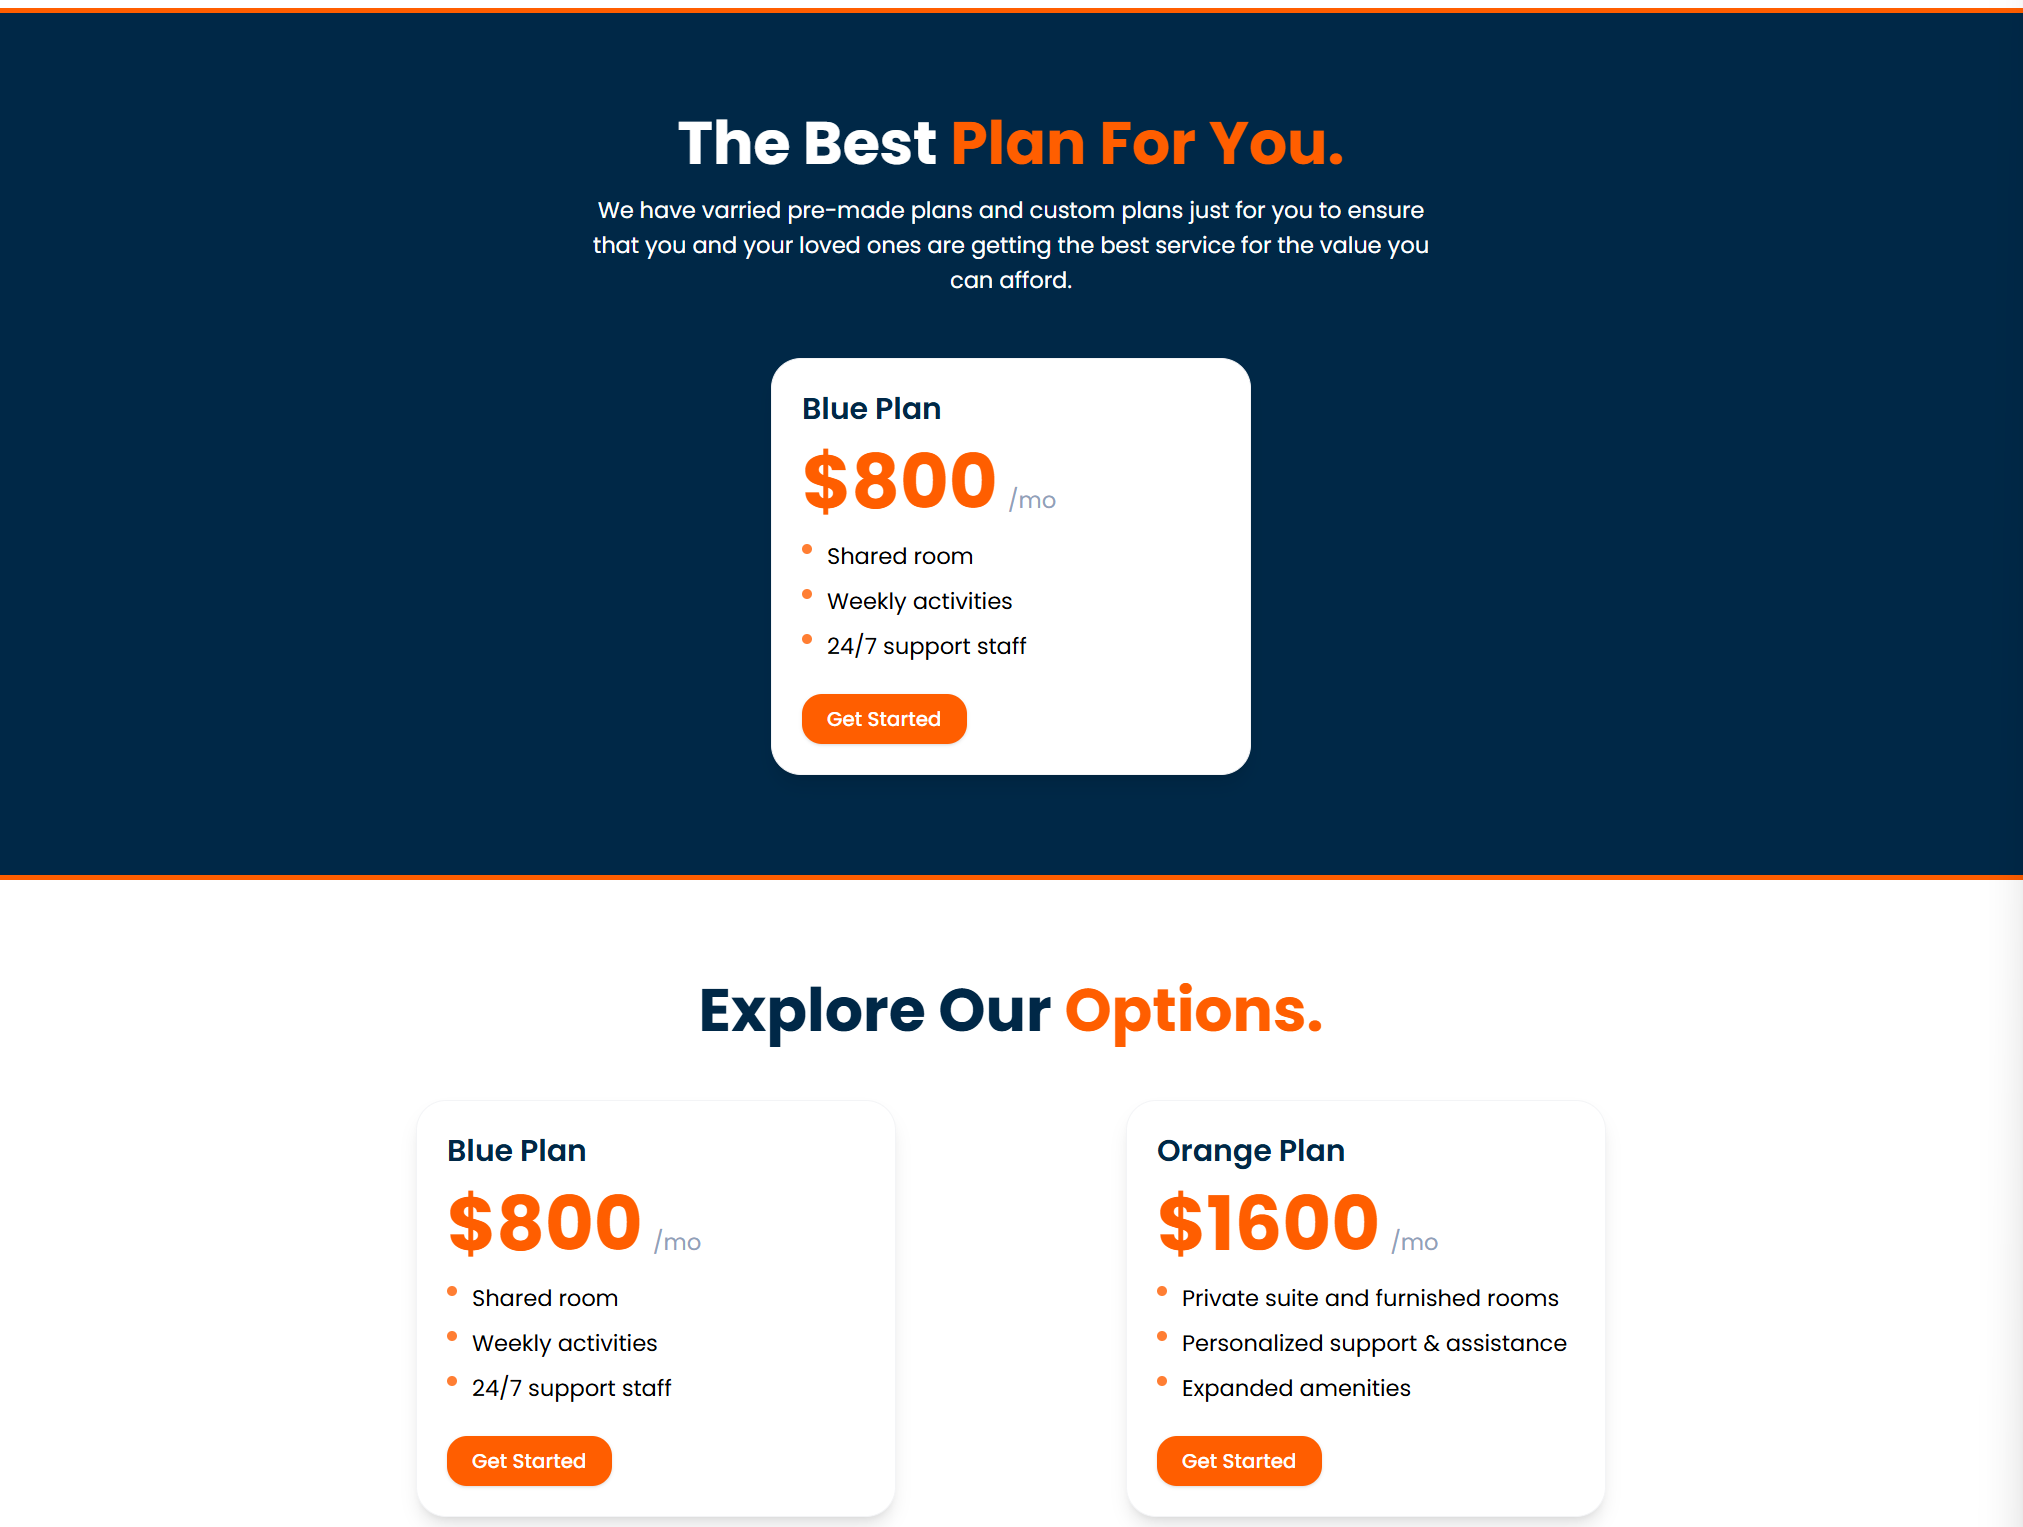 The Best Plan For You.
We have varried pre-made plans and custom plans just for you to ensure
that you and your loved ones are getting the best service for the value you
can afford.
Blue Plan
$800 /mo
Shared room
Weekly activities
24/7 support staff
Get Started
Explore Our Options.
Blue Plan
$800 /mo
Shared room
Weekly activities
24/7 support staff
Get Started
Orange Plan
$1600 /mo
Private suite and furnished rooms
Personalized support & assistance
Expanded amenities
Get Started